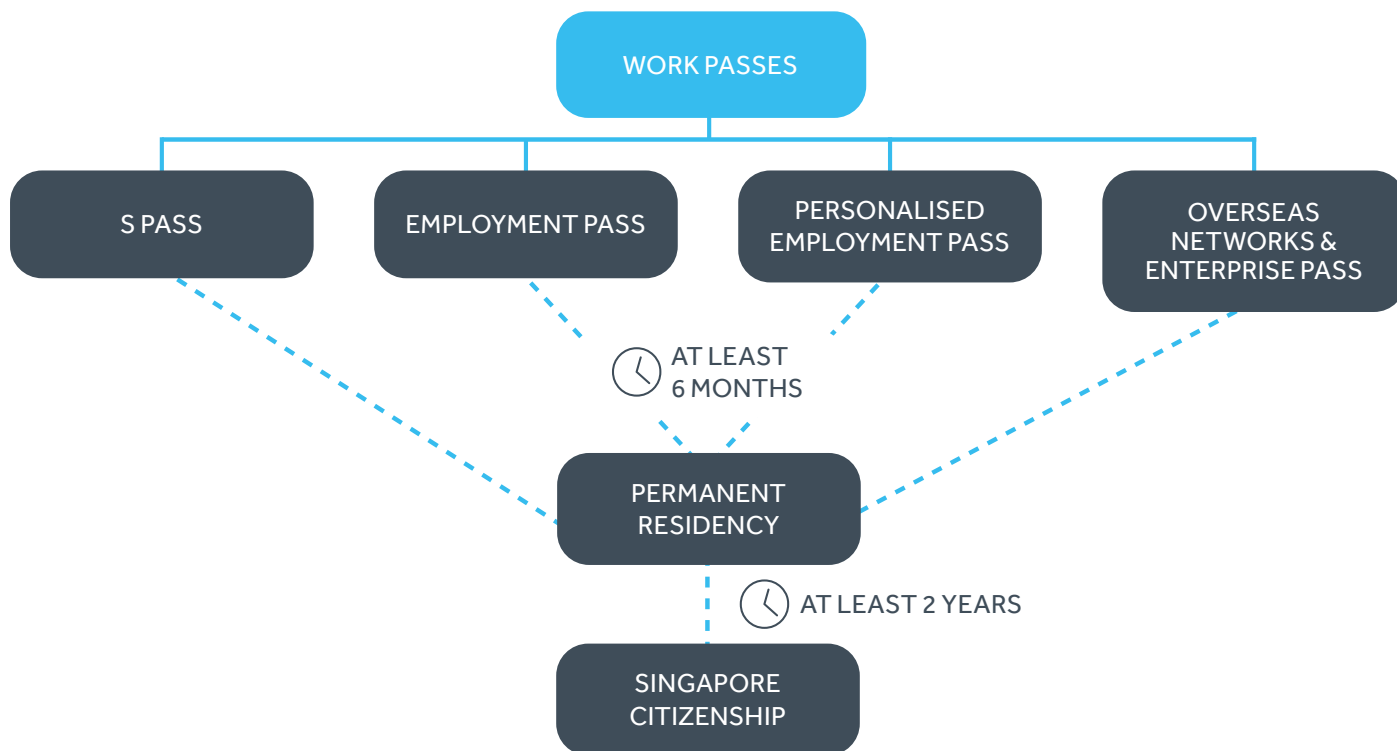 WORK PASSES
S PASS
EMPLOYMENT PASS
PERSONALISED
EMPLOYMENT PASS
OVERSEAS
NETWORKS &
ENTERPRISE PASS
AT LEAST
6 MONTHS
PERMANENT
RESIDENCY
AT LEAST 2 YEARS
SINGAPORE
CITIZENSHIP